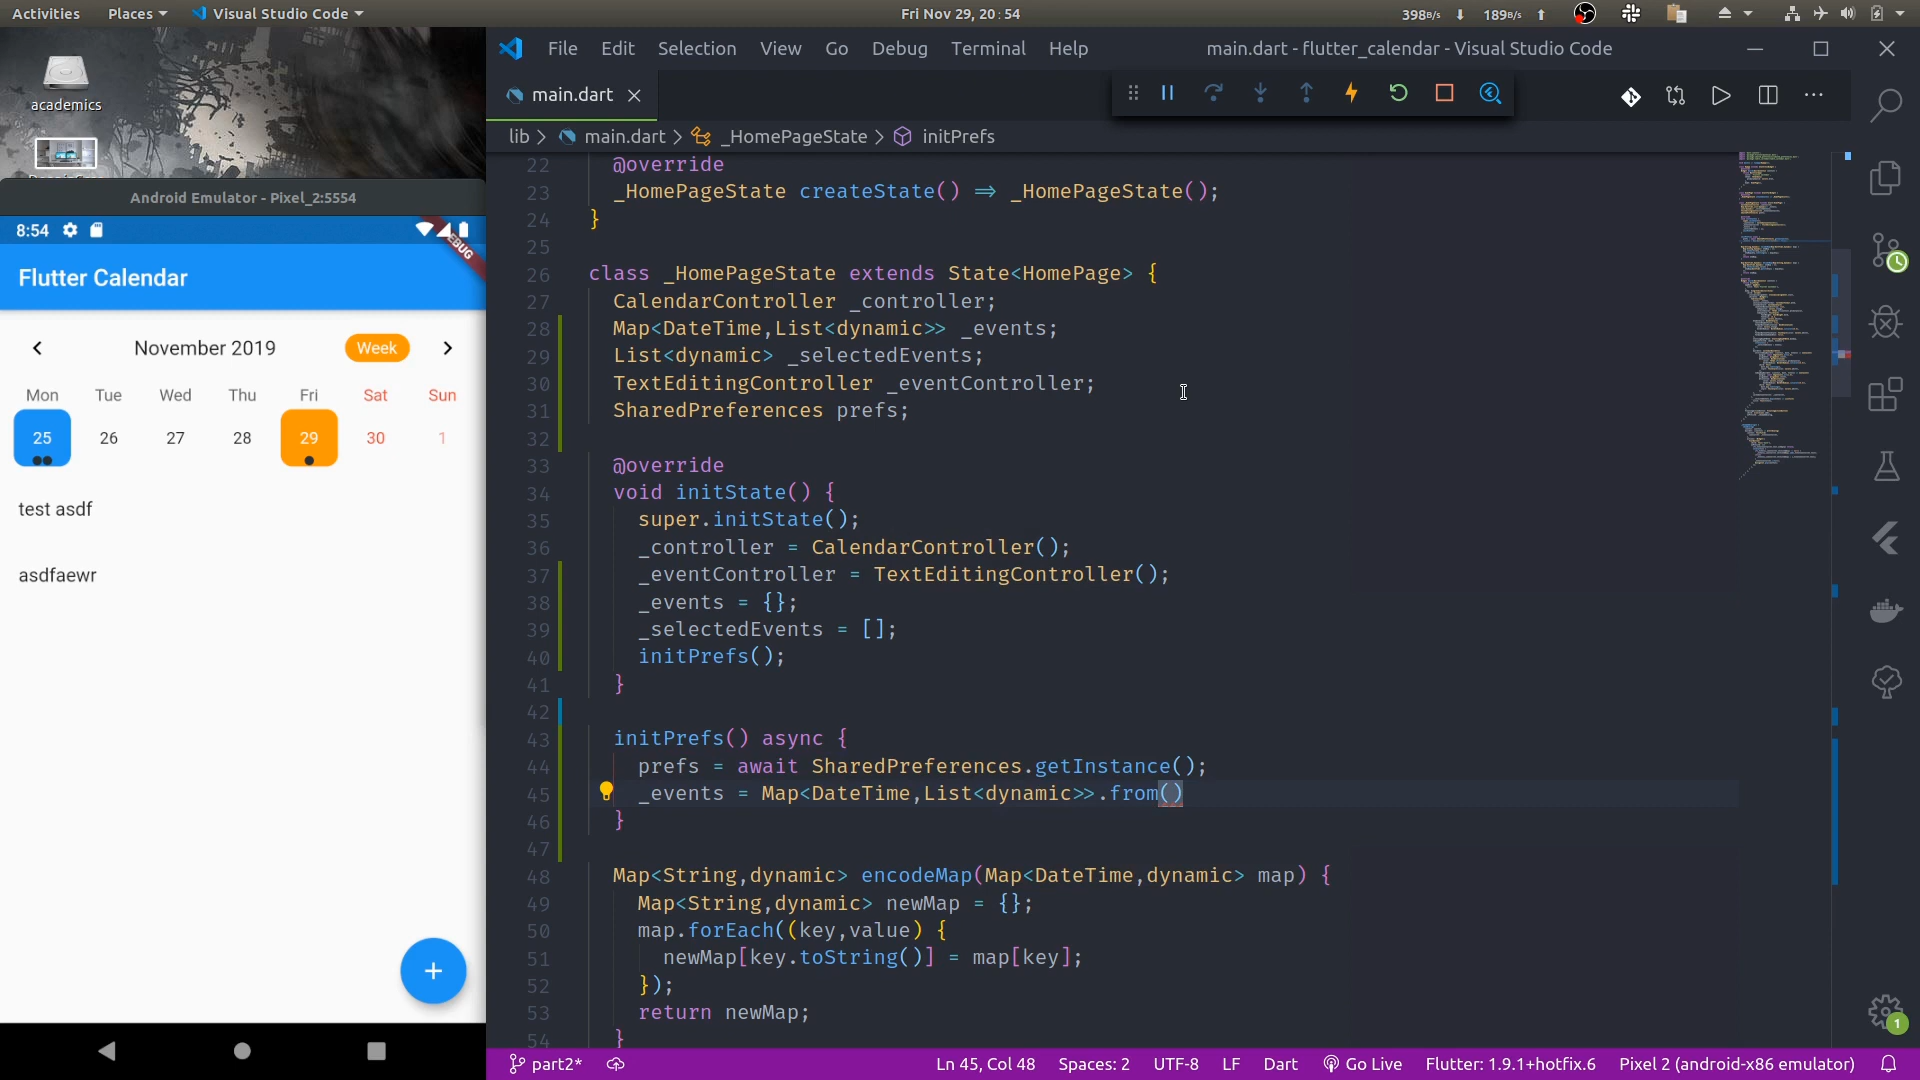 Activities Places Visual Studio Code Fri Nov 29, 20:54 398B/s 189B/s
File Edit Selection View Go Debug Terminal Help main.dart - flutter_calendar - Visual Studio Code
academics
main.dart
lib > main.dart > _HomePageState > initPrefs
Android Emulator - Pixel_2:5554
8:54
Flutter Calendar
November 2019 Week
Mon Tue Wed Thu Fri Sat Sun
25 26 27 28 29 30 1
test asdf
asdfaewr
+
22 @override
23 _HomePageState createState() => _HomePageState();
24 }
25
26 class _HomePageState extends State<HomePage> {
27 CalendarController _controller;
28 Map<DateTime,List<dynamic>> _events;
29 List<dynamic> _selectedEvents;
30 TextEditingController _eventController;
31 SharedPreferences prefs;
32
33 @override
34 void initState() {
35 super.initState();
36 _controller = CalendarController();
37 _eventController = TextEditingController();
38 _events = {};
39 _selectedEvents = [];
40 initPrefs();
41 }
42
43 initPrefs() async {
44 prefs = await SharedPreferences.getInstance();
45 _events = Map<DateTime,List<dynamic>>.from()
46 }
47
48 Map<String,dynamic> encodeMap(Map<DateTime,dynamic> map) {
49 Map<String,dynamic> newMap = {};
50 map.forEach((key,value) {
51 newMap[key.toString()] = map[key];
52 });
53 return newMap;
54 }
1
part2* Ln 45, Col 48 Spaces: 2 UTF-8 LF Dart Go Live Flutter: 1.9.1+hotfix.6 Pixel 2 (android-x86 emulator)